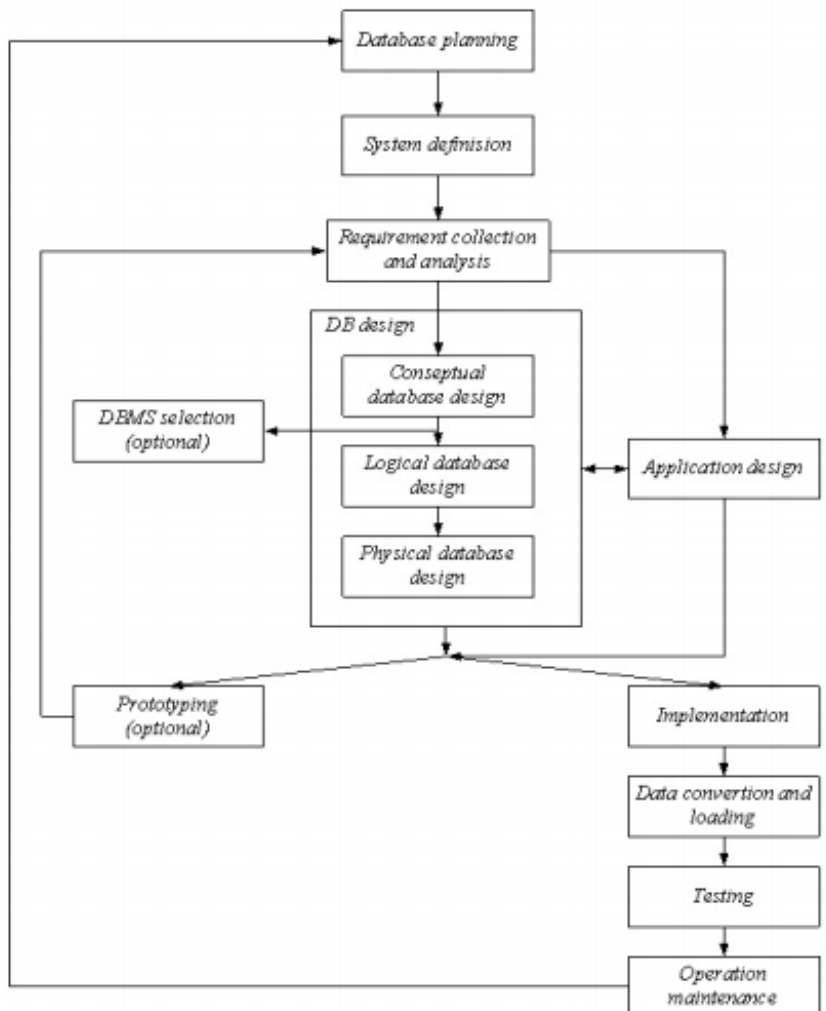 Database planning
System definision
Requirement collection
and analysis
DB design
Conseptual
database design
DBMS selection
(optional)
Logical database
design
Application design
Physical database
design
Prototyping
(optional)
Implementation
Data convertion and
loading
Testing
Operation
maintenance